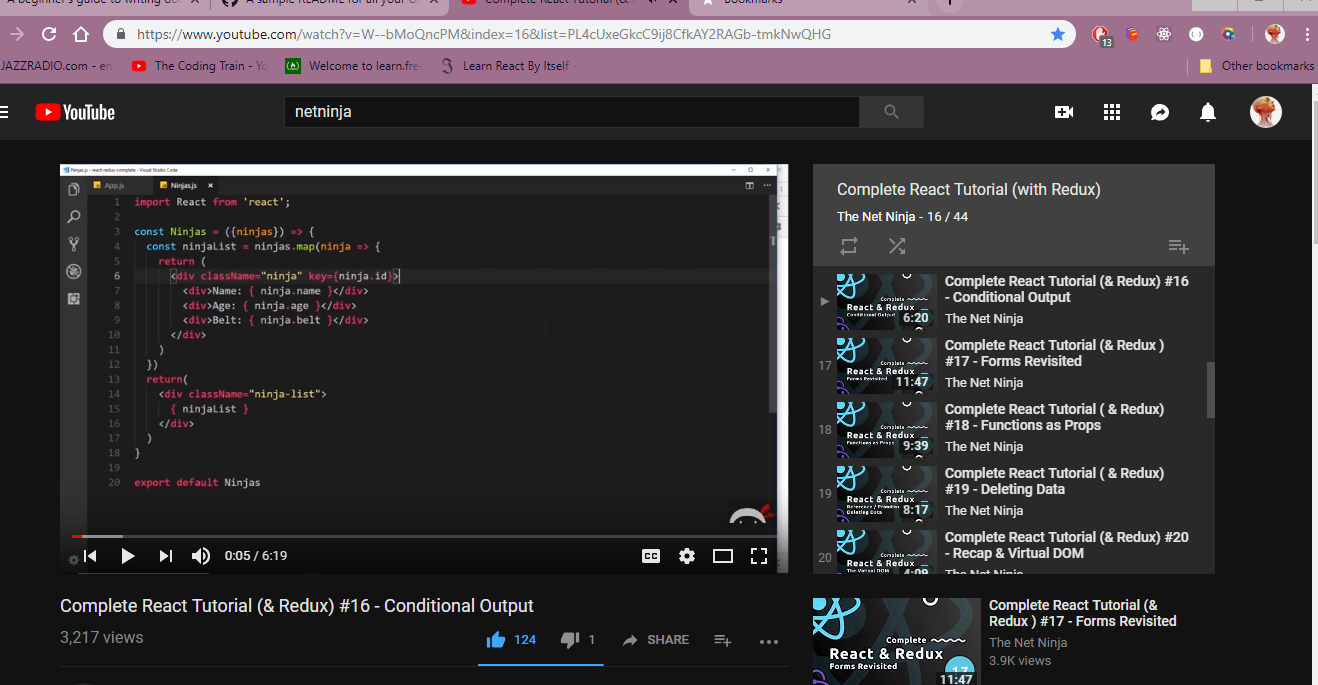 A beginner's guide to writing
A sample README for all your
Complete React Tutorial (&
Bookmarks
https://www.youtube.com/watch?v=W--bMoQncPM&index=16&list=PL4cUxeGkcC9ij8CfkAY2RAGb-tmkNwQHG
13
JAZZRADIO.com - en
The Coding Train - Yo
Welcome to learn.fre
Learn React By Itself
Other bookmarks
YouTube
netninja
Ninjas.js - react-redux-complete - Visual Studio Code
App.js
Ninjas.js
1 import React from 'react';
2
3 const Ninjas = ({ninjas}) => {
4 const ninjaList = ninjas.map(ninja => {
5 return (
6 <div className="ninja" key={ninja.id}>
7 <div>Name: { ninja.name }</div>
8 <div>Age: { ninja.age }</div>
9 <div>Belt: { ninja.belt }</div>
10 </div>
11 )
12 })
13 return(
14 <div className="ninja-list">
15 { ninjaList }
16 </div>
17 )
18 }
19
20 export default Ninjas
0:05 / 6:19
CC
Complete React Tutorial (& Redux) #16 - Conditional Output
3,217 views
124
1
SHARE
Complete React Tutorial (with Redux)
The Net Ninja - 16 / 44
Complete
React & Redux
Conditional Output
6:20
Complete React Tutorial (& Redux) #16
- Conditional Output
The Net Ninja
17
Complete
React & Redux
Forms Revisited
11:47
Complete React Tutorial (& Redux )
#17 - Forms Revisited
The Net Ninja
18
Complete
React & Redux
Functions as Props
9:39
Complete React Tutorial ( & Redux)
#18 - Functions as Props
The Net Ninja
19
Complete
React & Redux
Reference / Primitive
Deleting Data
8:17
Complete React Tutorial ( & Redux)
#19 - Deleting Data
The Net Ninja
20
Complete
React & Redux
The Virtual DOM
4:09
Complete React Tutorial (& Redux) #20
- Recap & Virtual DOM
The Net Ninja
Complete
React & Redux
Forms Revisited
17
11:47
Complete React Tutorial (&
Redux ) #17 - Forms Revisited
The Net Ninja
3.9K views